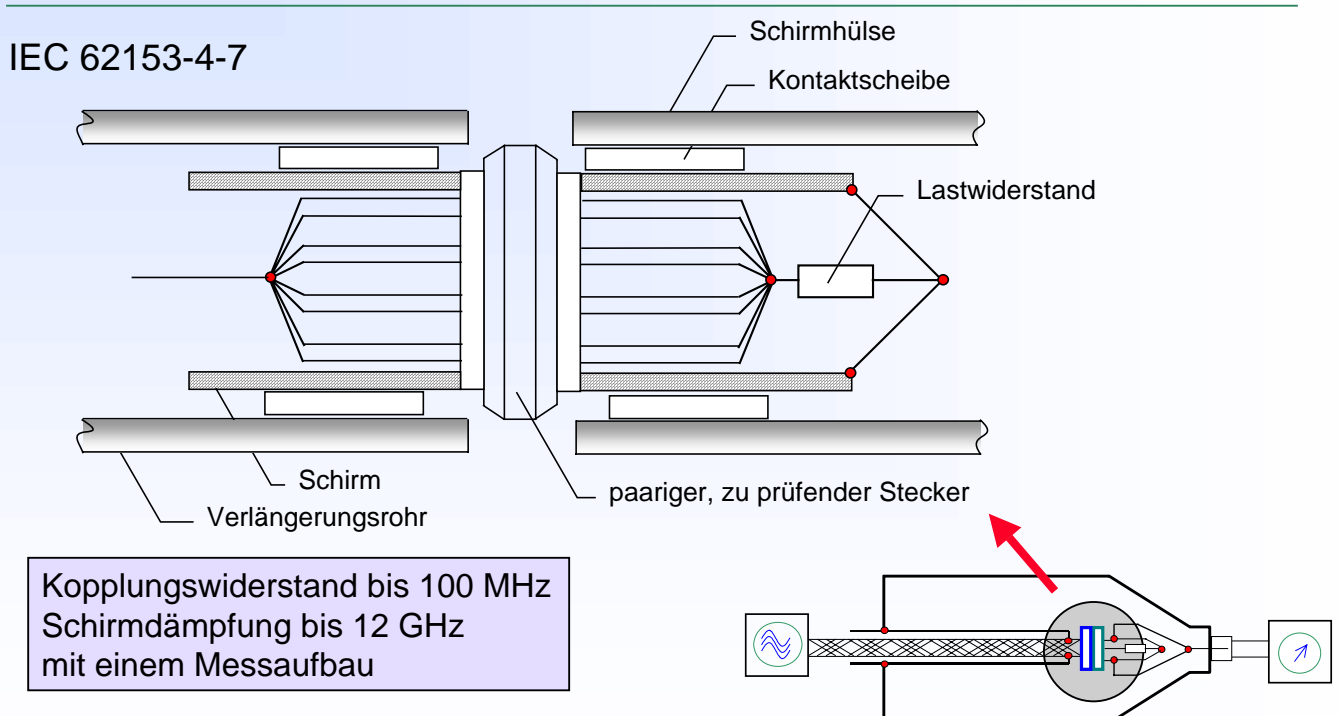 IEC 62153-4-7
Schirmhülse
Kontaktscheibe
Lastwiderstand
Schirm
Verlängerungsrohr
paariger, zu prüfender Stecker
Kopplungswiderstand bis 100 MHz
Schirmdämpfung bis 12 GHz
mit einem Messaufbau